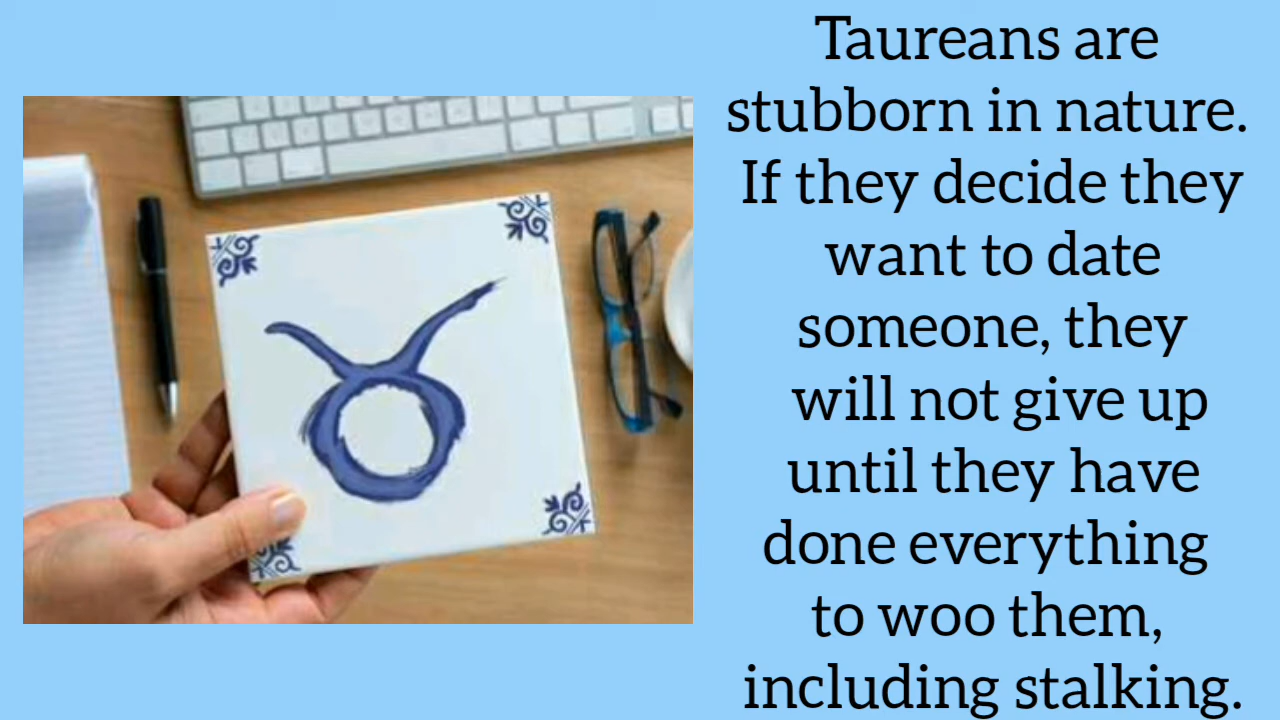 Taureans are
stubborn in nature.
If they decide they
want to date
someone, they
will not give up
until they have
done everything
to woo them,
including stalking.